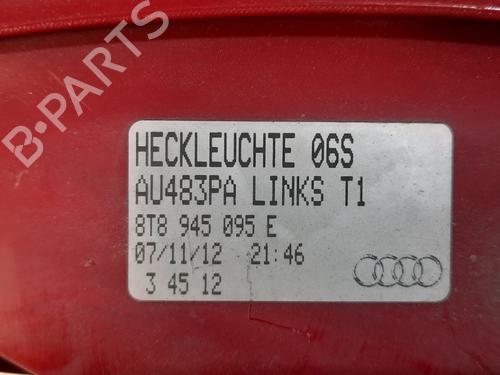 B-PARTS
HECKLEUCHTE 06S
AU483PA LINKS T1
8T8 945 095 E
07/11/12 21:46
3 45 12